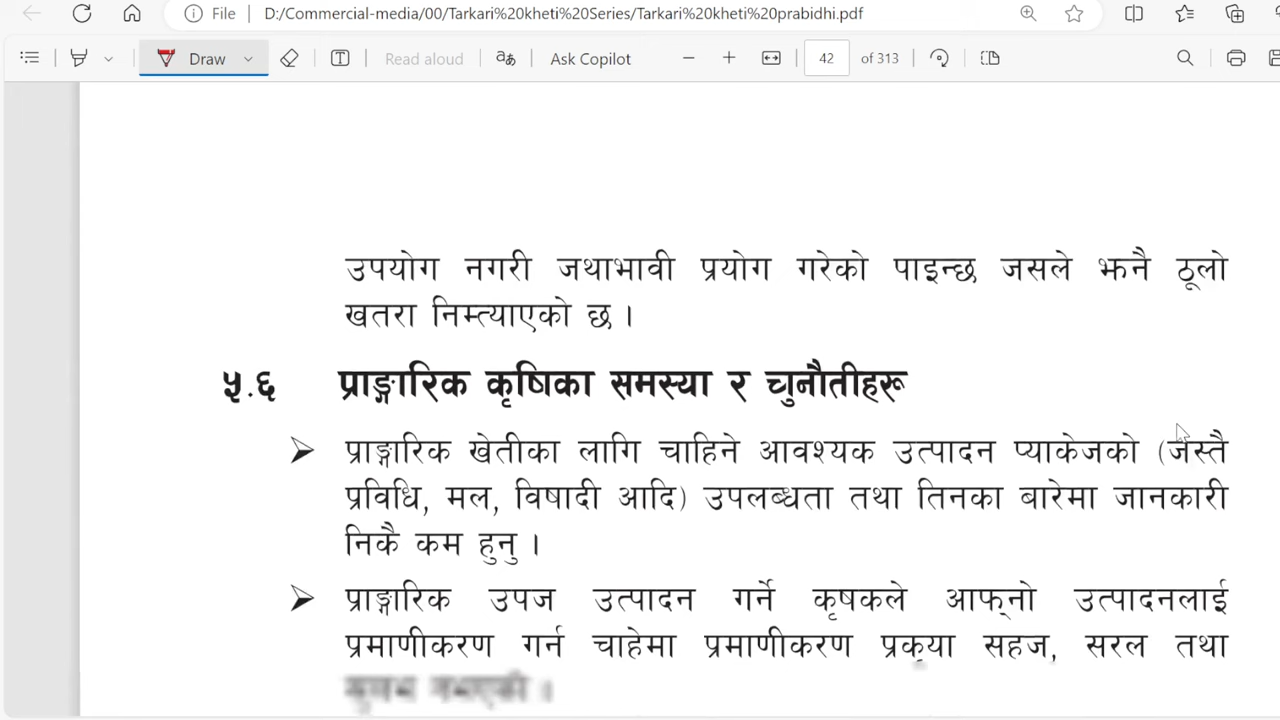 File D:/Commercial-media/00/Tarkari%20kheti%20Series/Tarkari%20kheti%20prabidhi.pdf
Draw Read aloud aあ Ask Copilot 42 of 313
उपयोग नगरी जथाभावी प्रयोग गरेको पाइन्छ जसले झनै ठूलो
खतरा निम्त्याएको छ ।
५.६ प्राङ्गारिक कृषिका समस्या र चुनौतीहरू
➢ प्राङ्गारिक खेतीका लागि चाहिने आवश्यक उत्पादन प्याकेजको (जस्तै
प्रविधि, मल, विषादी आदि) उपलब्धता तथा तिनका बारेमा जानकारी
निकै कम हुनु ।
➢ प्राङ्गारिक उपज उत्पादन गर्ने कृषकले आफ्‌नो उत्पादनलाई
प्रमाणीकरण गर्न चाहेमा प्रमाणीकरण प्रकृया सहज, सरल तथा